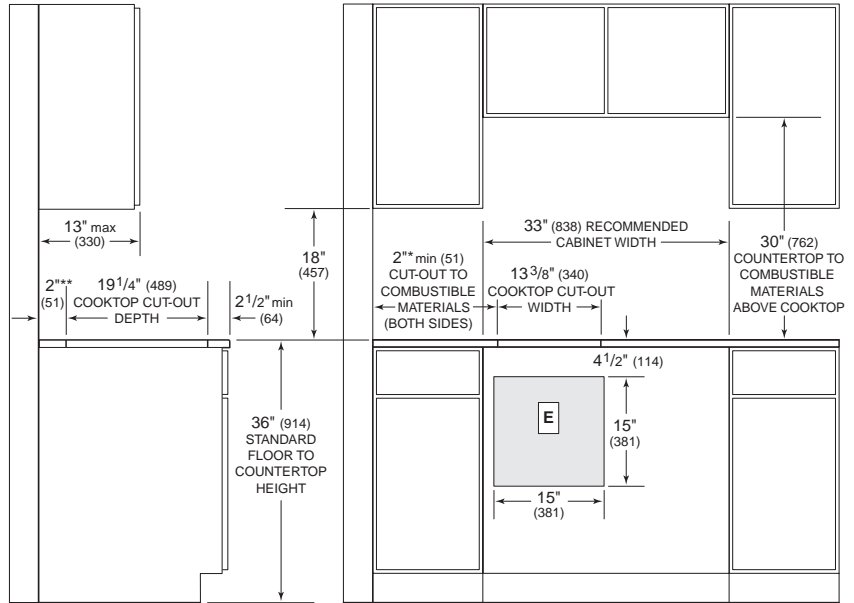 13" max
(330)
2"**
(51)
19 1/4" (489)
COOKTOP CUT-OUT
DEPTH
2 1/2" min
(64)
18"
(457)
36" (914)
STANDARD
FLOOR TO
COUNTERTOP
HEIGHT
33" (838) RECOMMENDED
CABINET WIDTH
2"* min (51)
CUT-OUT TO
COMBUSTIBLE
MATERIALS
(BOTH SIDES)
13 3/8" (340)
COOKTOP CUT-OUT
WIDTH
30" (762)
COUNTERTOP TO
COMBUSTIBLE
MATERIALS
ABOVE COOKTOP
4 1/2" (114)
E
15"
(381)
15"
(381)